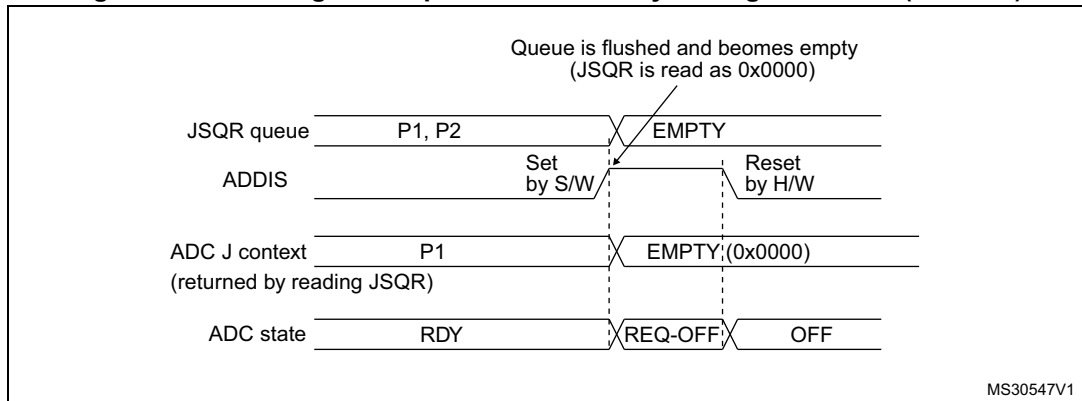 Queue is flushed and beomes empty
(JSQR is read as 0x0000)
JSQR queue P1, P2 EMPTY
Set Reset
ADDIS by S/W by H/W
ADC J context P1 EMPTY (0x0000)
(returned by reading JSQR)
ADC state RDY REQ-OFF OFF
MS30547V1